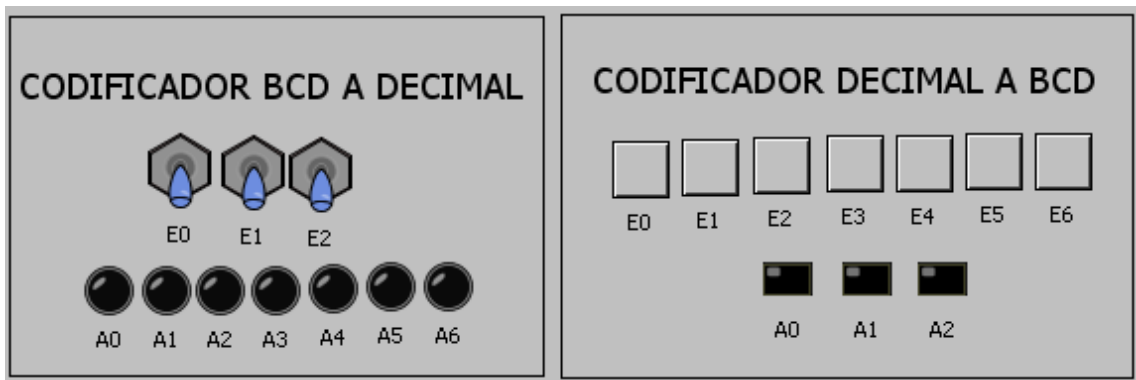 CODIFICADOR BCD A DECIMAL
E0 E1 E2
A0 A1 A2 A3 A4 A5 A6
CODIFICADOR DECIMAL A BCD
E0 E1 E2 E3 E4 E5 E6
A0 A1 A2